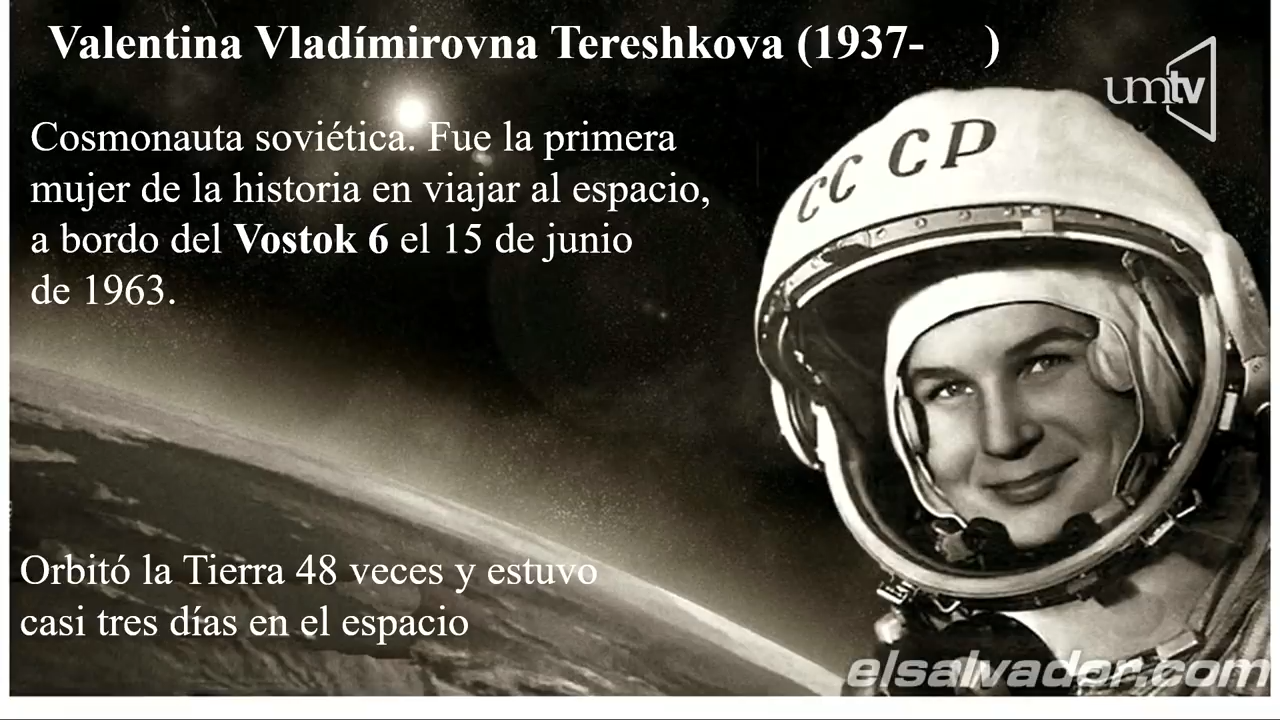 Valentina Vladímirovna Tereshkova (1937- )
umtv
Cosmonauta soviética. Fue la primera
mujer de la historia en viajar al espacio,
a bordo del Vostok 6 el 15 de junio
de 1963.
CCCP
Orbitó la Tierra 48 veces y estuvo
casi tres días en el espacio
elsalvador.com